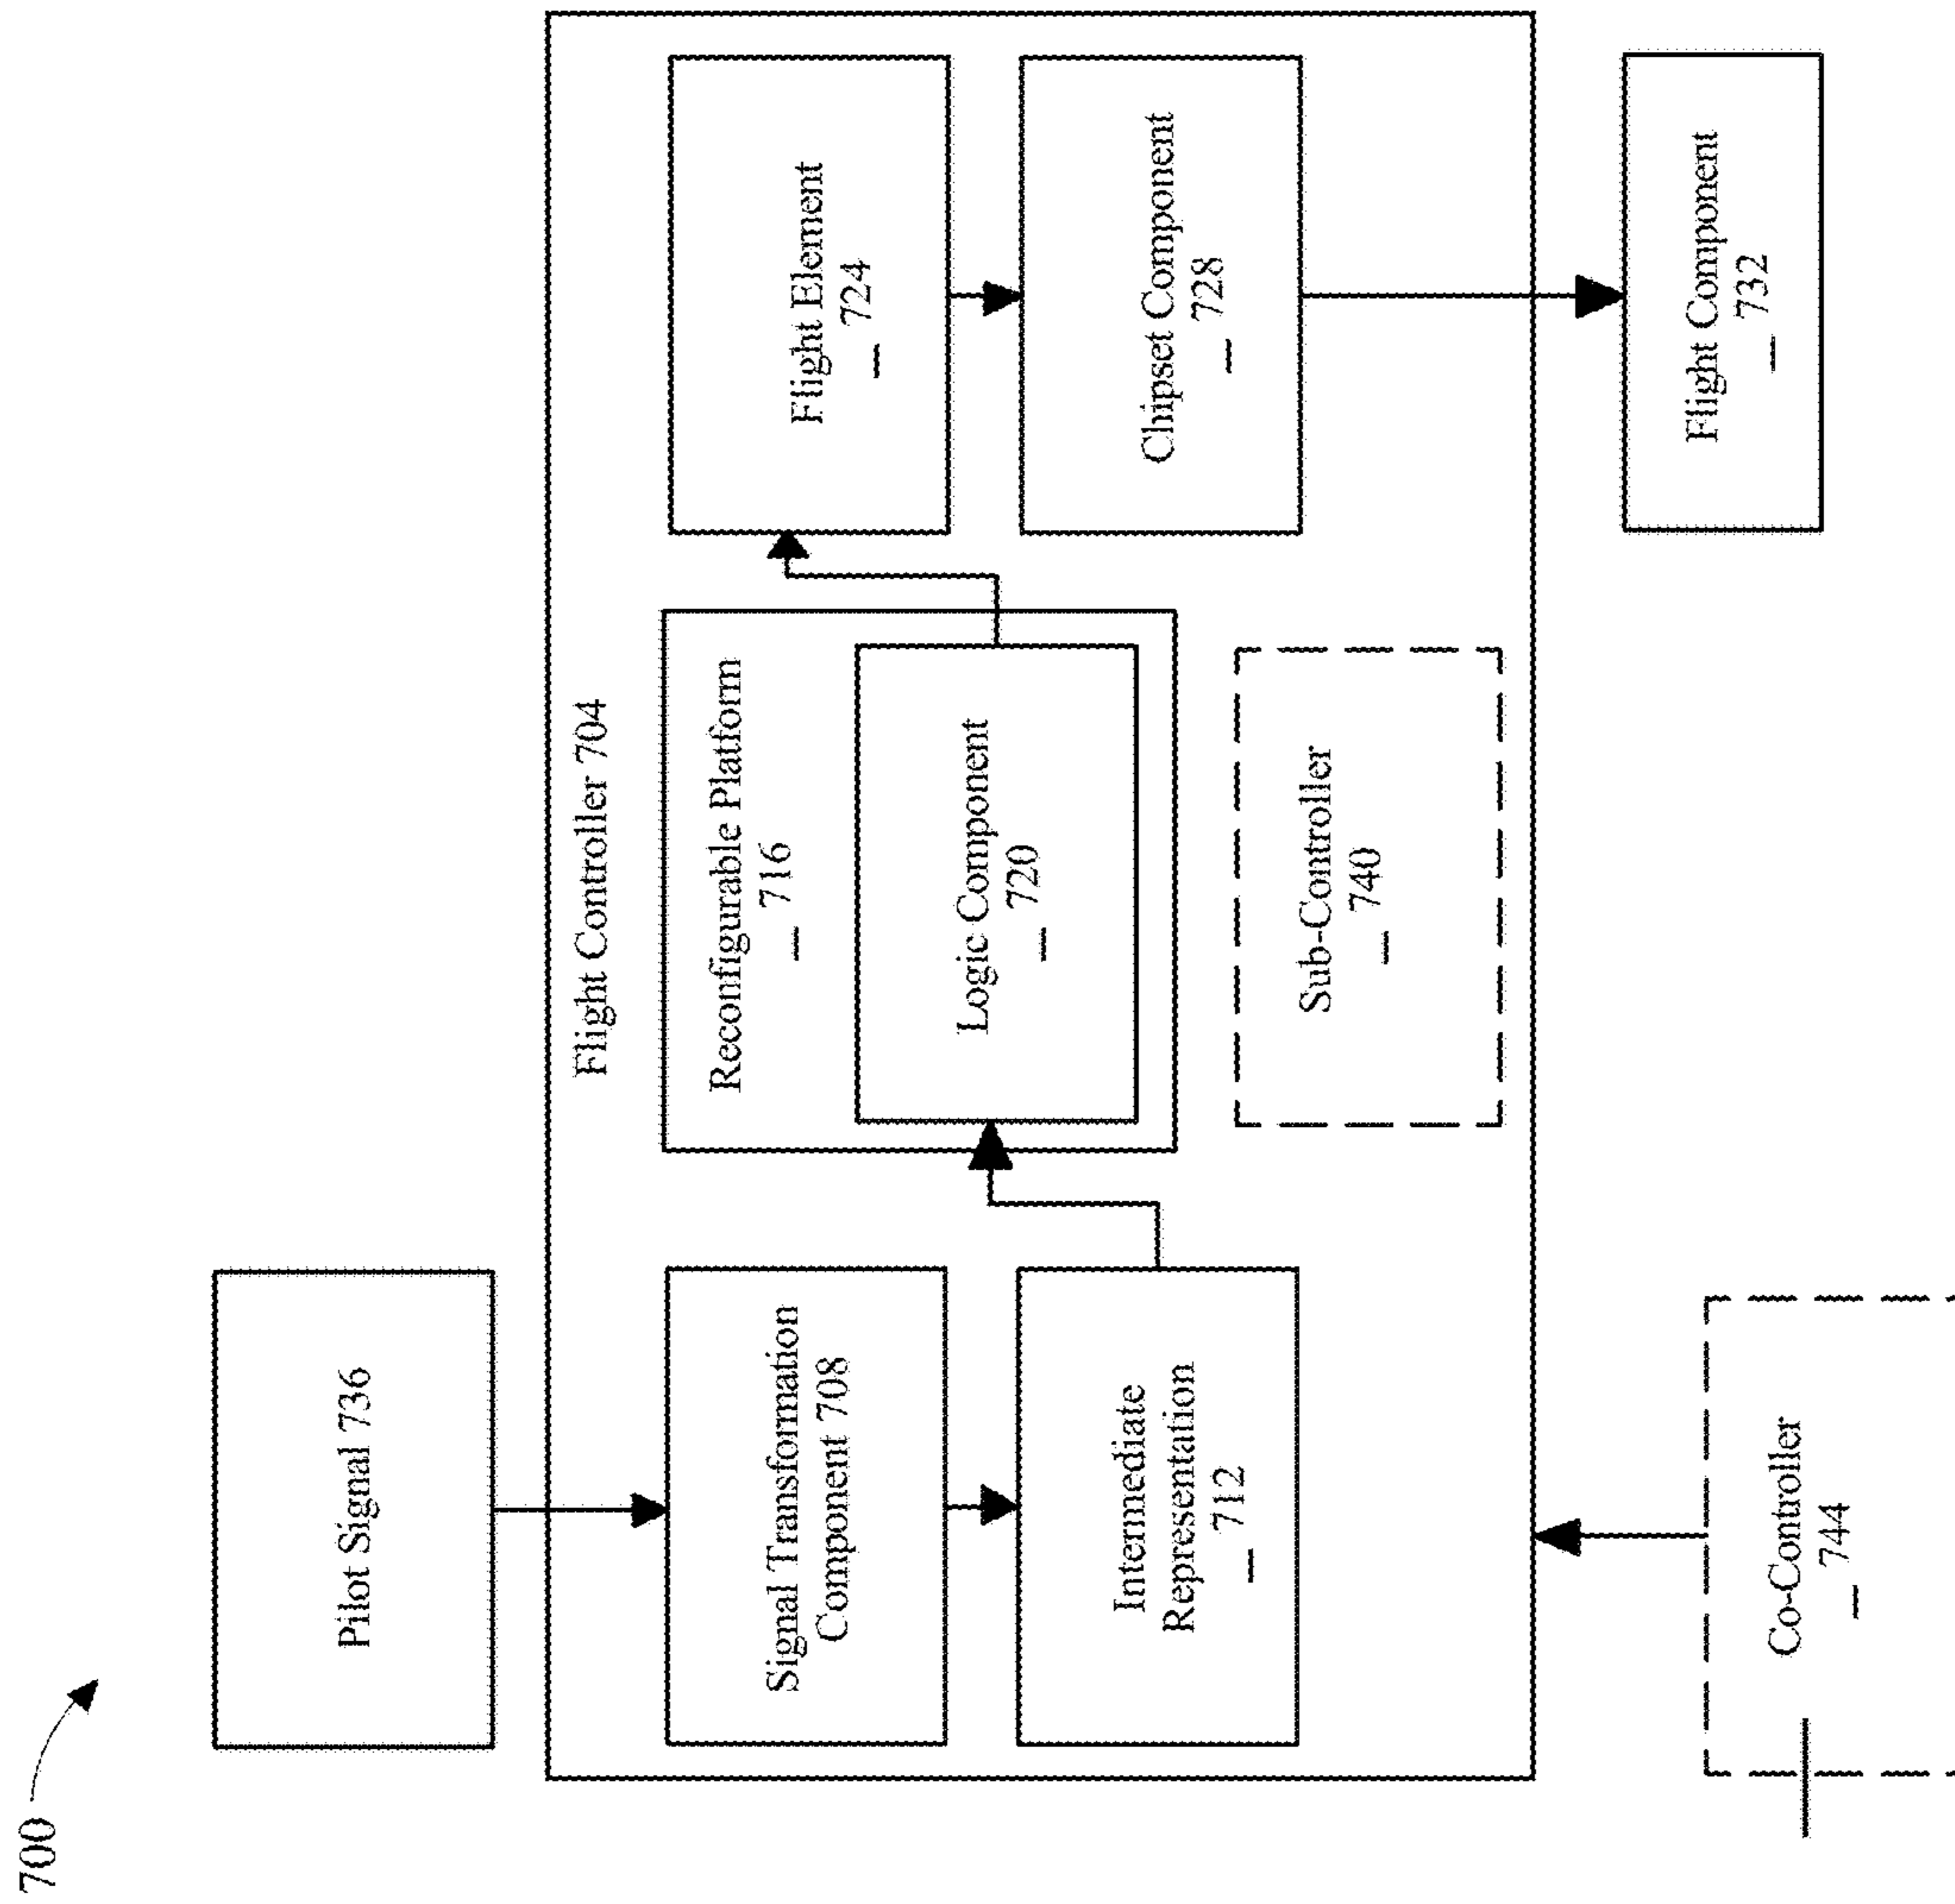 700
Pilot Signal 736
Flight Controller 704
Signal Transformation
Component 708
Intermediate
Representation
712
Reconfigurable Platform
716
Logic Component
720
Sub-Controller
740
Flight Element
724
Chipset Component
728
Co-Controller
744
Flight Component
732